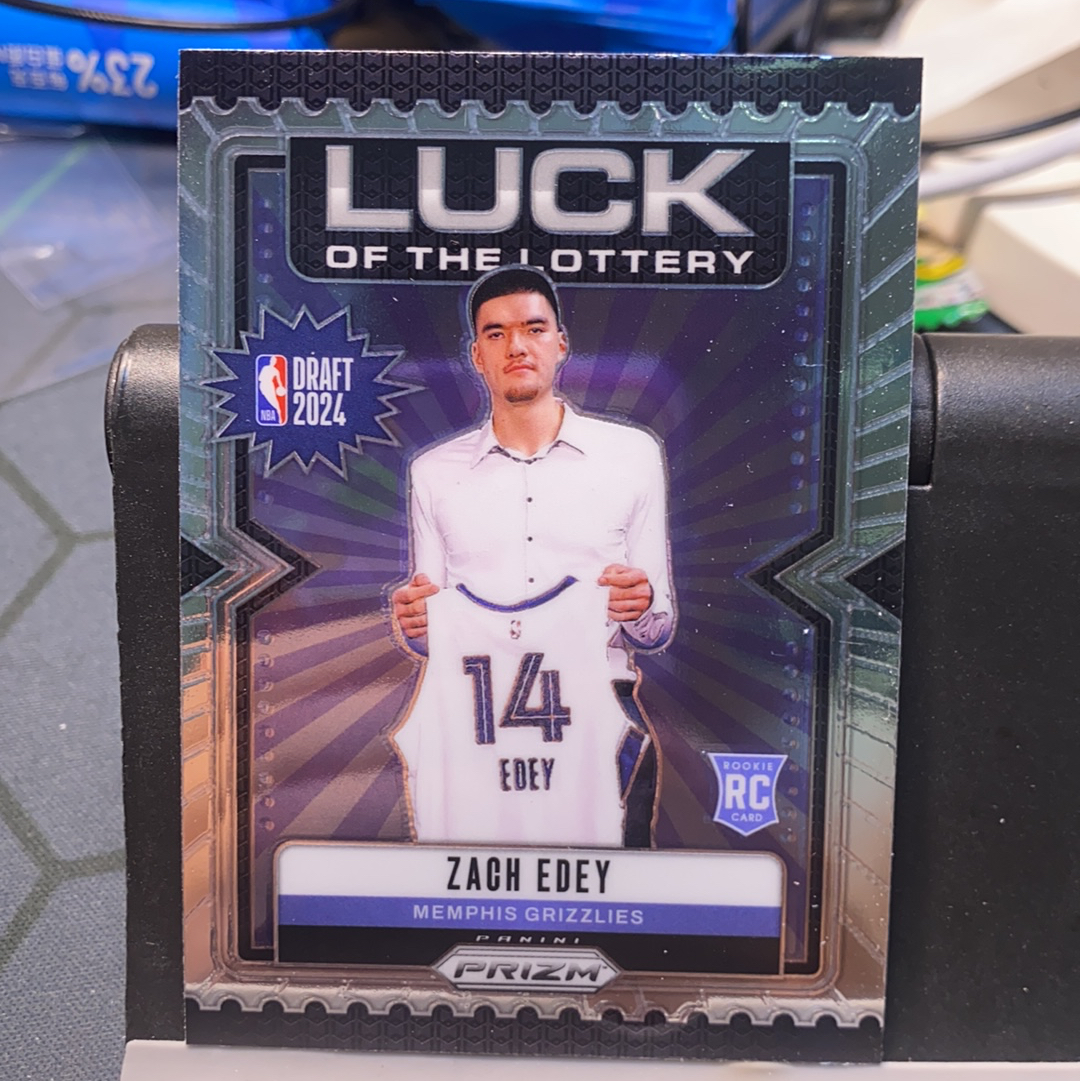 23%
LUCK
OF THE LOTTERY
DRAFT
2024
NBA
14
EDEY
ROOKIE
RC
CARD
ZACH EDEY
MEMPHIS GRIZZLIES
PANINI
PRIZM